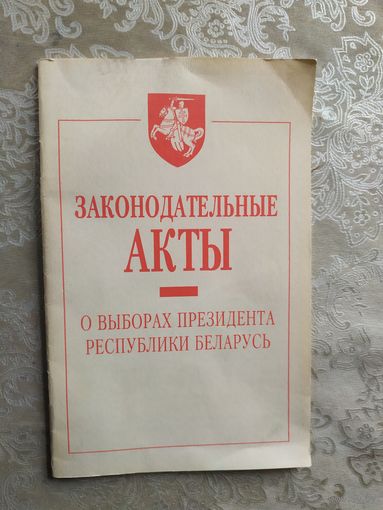 ЗАКОНОДАТЕЛЬНЫЕ
АКТЫ
О ВЫБОРАХ ПРЕЗИДЕНТА
РЕСПУБЛИКИ БЕЛАРУСЬ